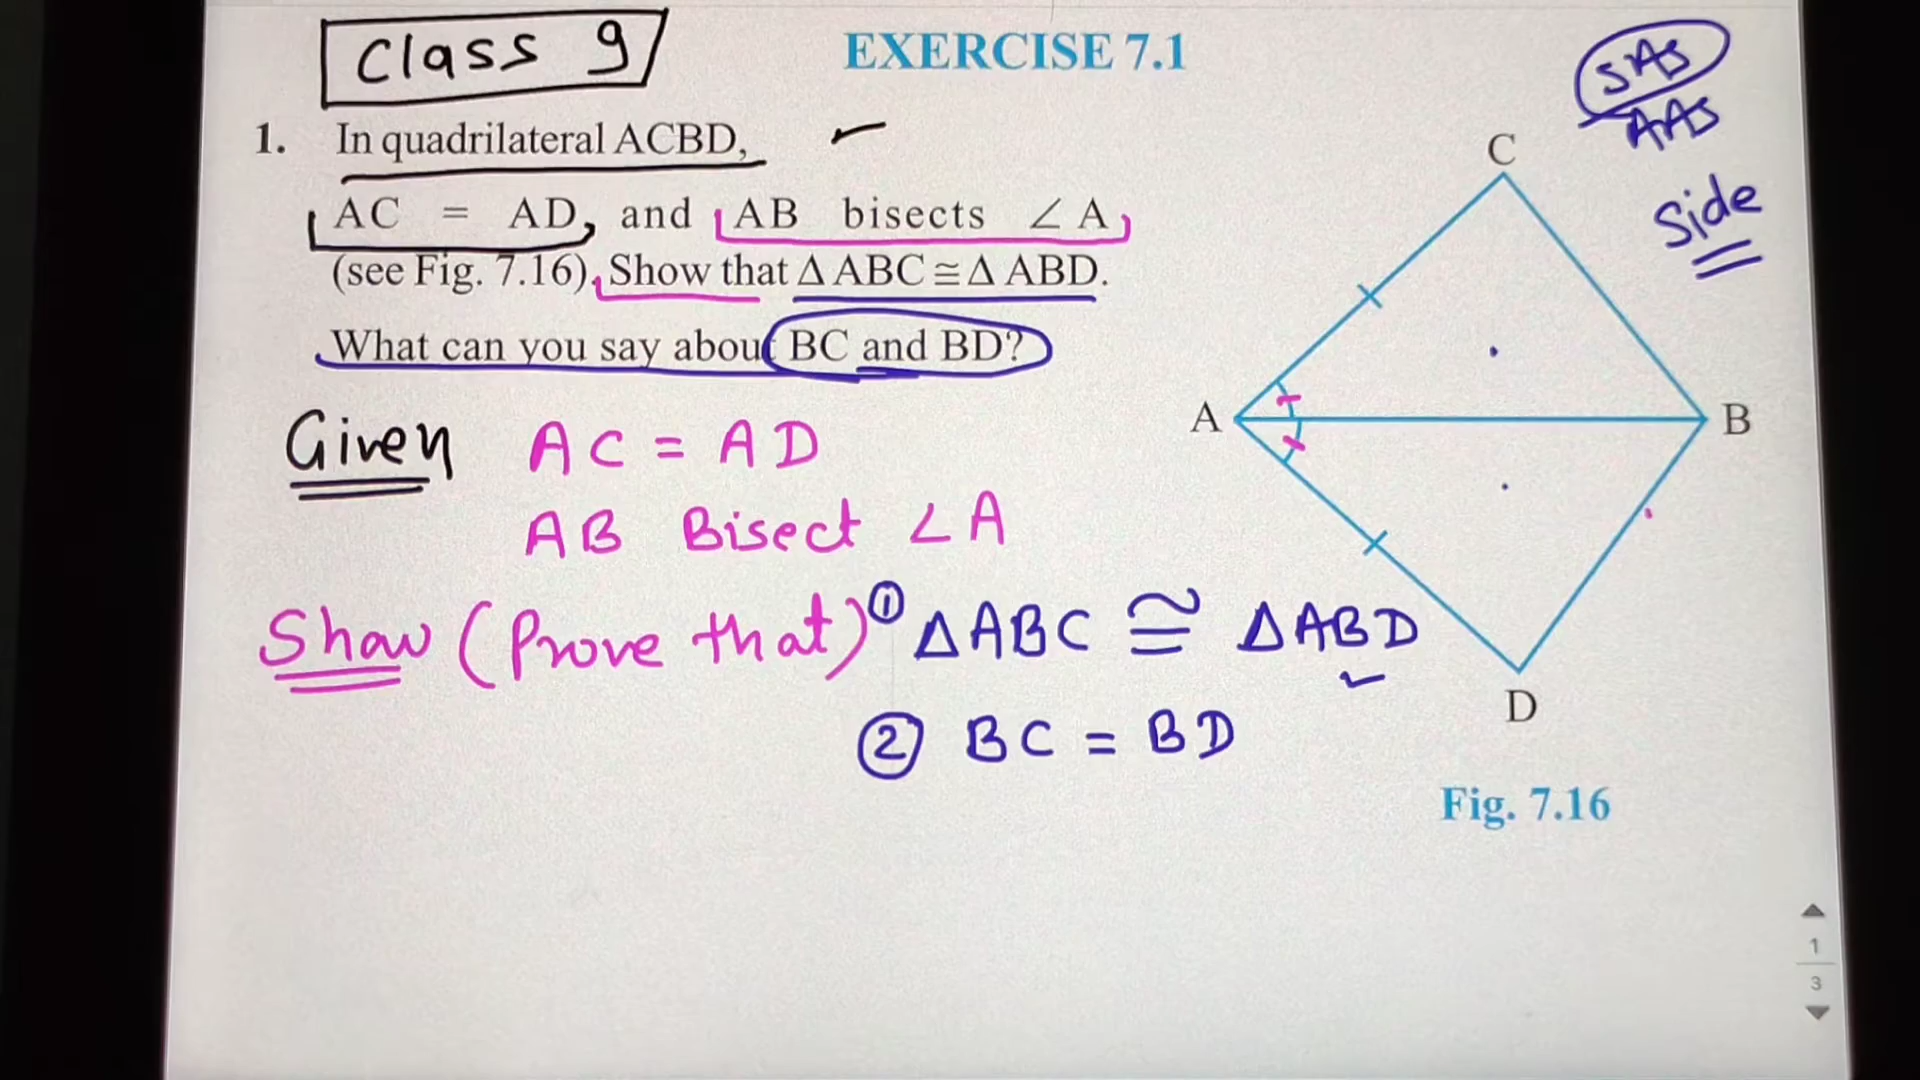 Class 9
EXERCISE 7.1
SAS
AAS
Side
1. In quadrilateral ACBD,
AC = AD, and AB bisects ∠ A
(see Fig. 7.16). Show that Δ ABC ≅ Δ ABD.
What can you say about BC and BD?
Given AC = AD
AB Bisect ∠A
Show (Prove that) ① ΔABC ≅ ΔABD
② BC = BD
C
A
B
D
Fig. 7.16
1
3